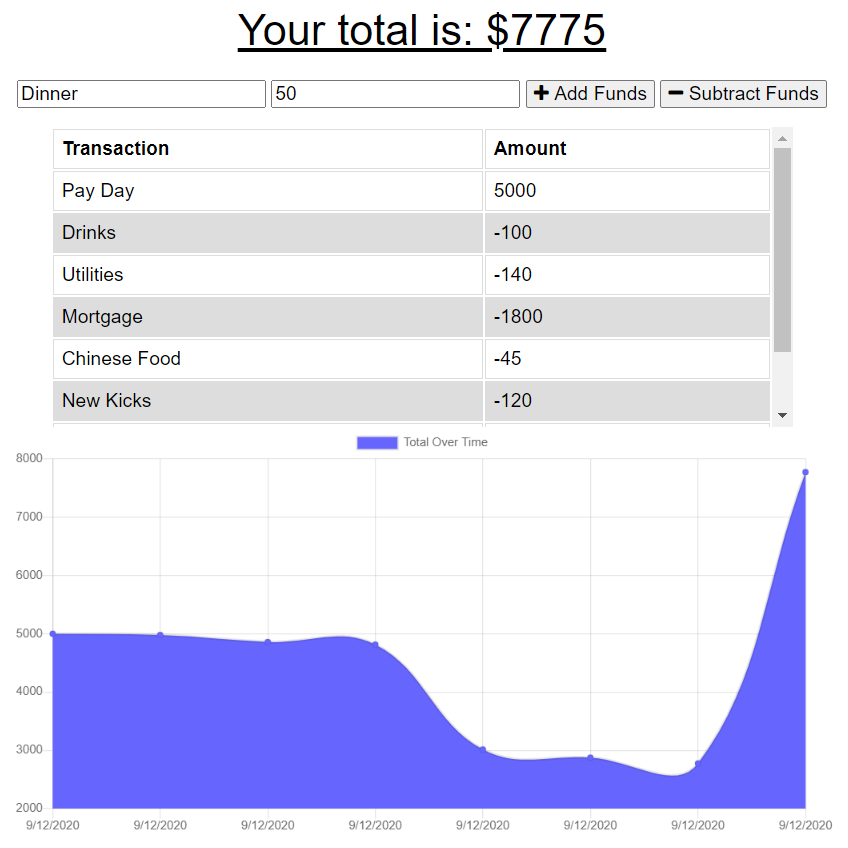 Your total is: $7775
Dinner 50 Add Funds Subtract Funds
Transaction Amount
Pay Day 5000
Drinks -100
Utilities -140
Mortgage -1800
Chinese Food -45
New Kicks -120
Total Over Time
8000
7000
6000
5000
4000
3000
2000
9/12/2020 9/12/2020 9/12/2020 9/12/2020 9/12/2020 9/12/2020 9/12/2020 9/12/2020